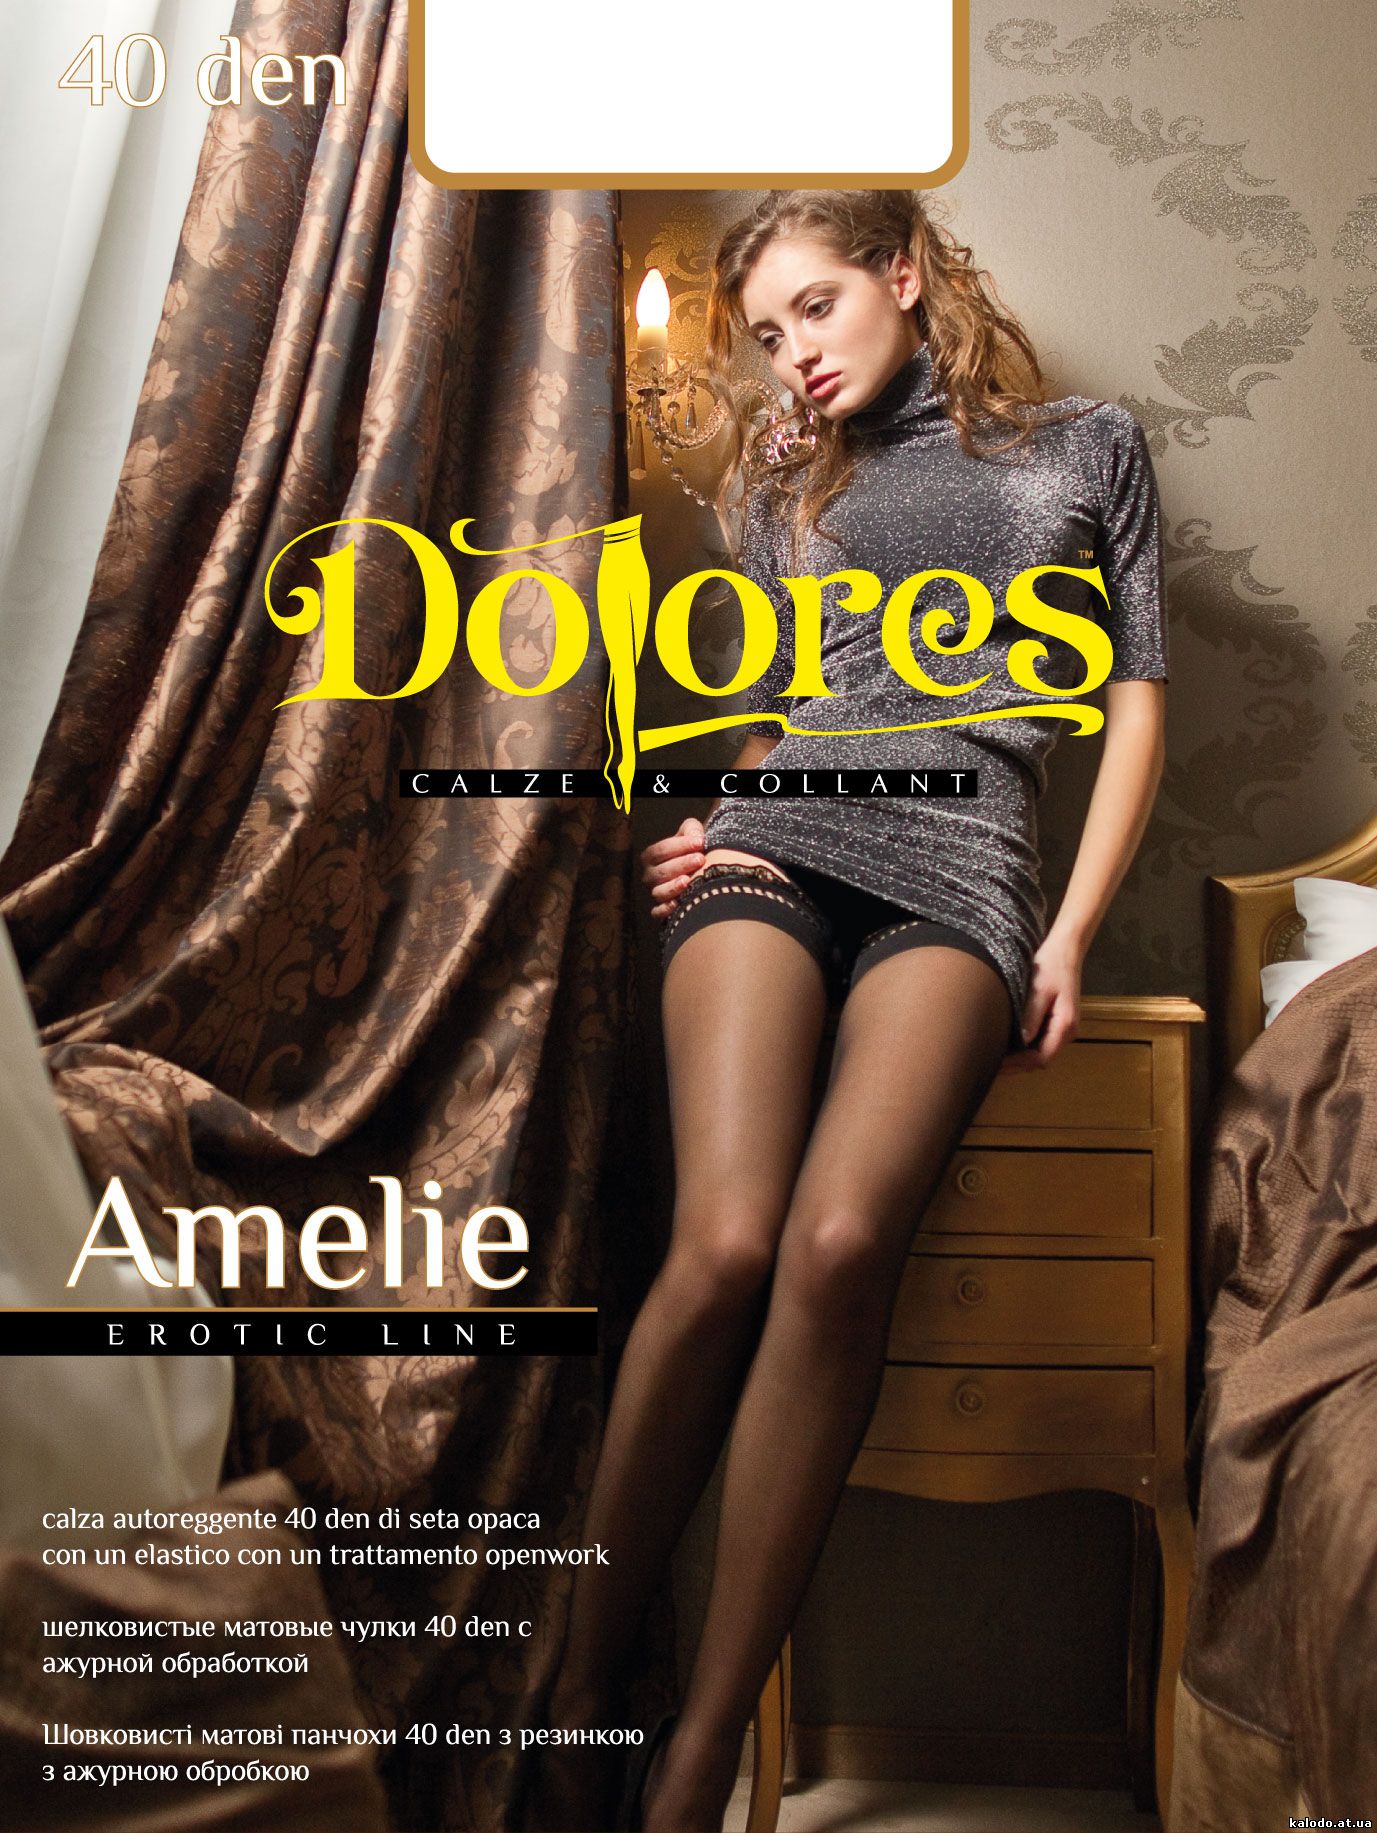 40 den
Dolores
TM
CALZE & COLLANT
Amelie
EROTIC LINE
calza autoreggente 40 den di seta opaca
con un elastico con un trattamento openwork
шелковистые матовые чулки 40 den с
ажурной обработкой
Шовковисті матові панчохи 40 den з резинкою
з ажурною обробкою
kalodo.at.ua